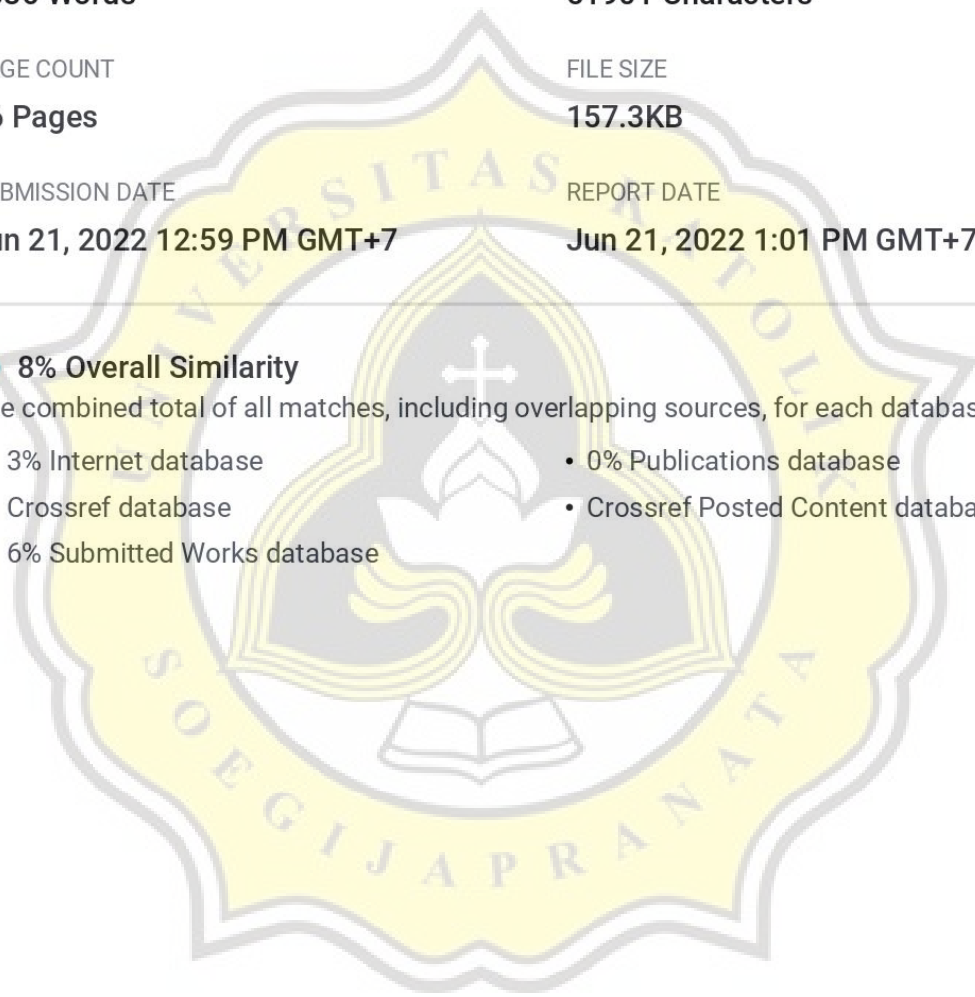 GE COUNT
FILE SIZE
Pages
157.3KB
BMISSION DATE
REPORT DATE
un 21, 2022 12:59 PM GMT+7
Jun 21, 2022 1:01 PM GMT+7
8% Overall Similarity
e combined total of all matches, including overlapping sources, for each databas
3% Internet database
• 0% Publications database
Crossref database
• Crossref Posted Content databa
6% Submitted Works database
UNIVERSITAS KATOLIK
SOEGIJAPRANATA